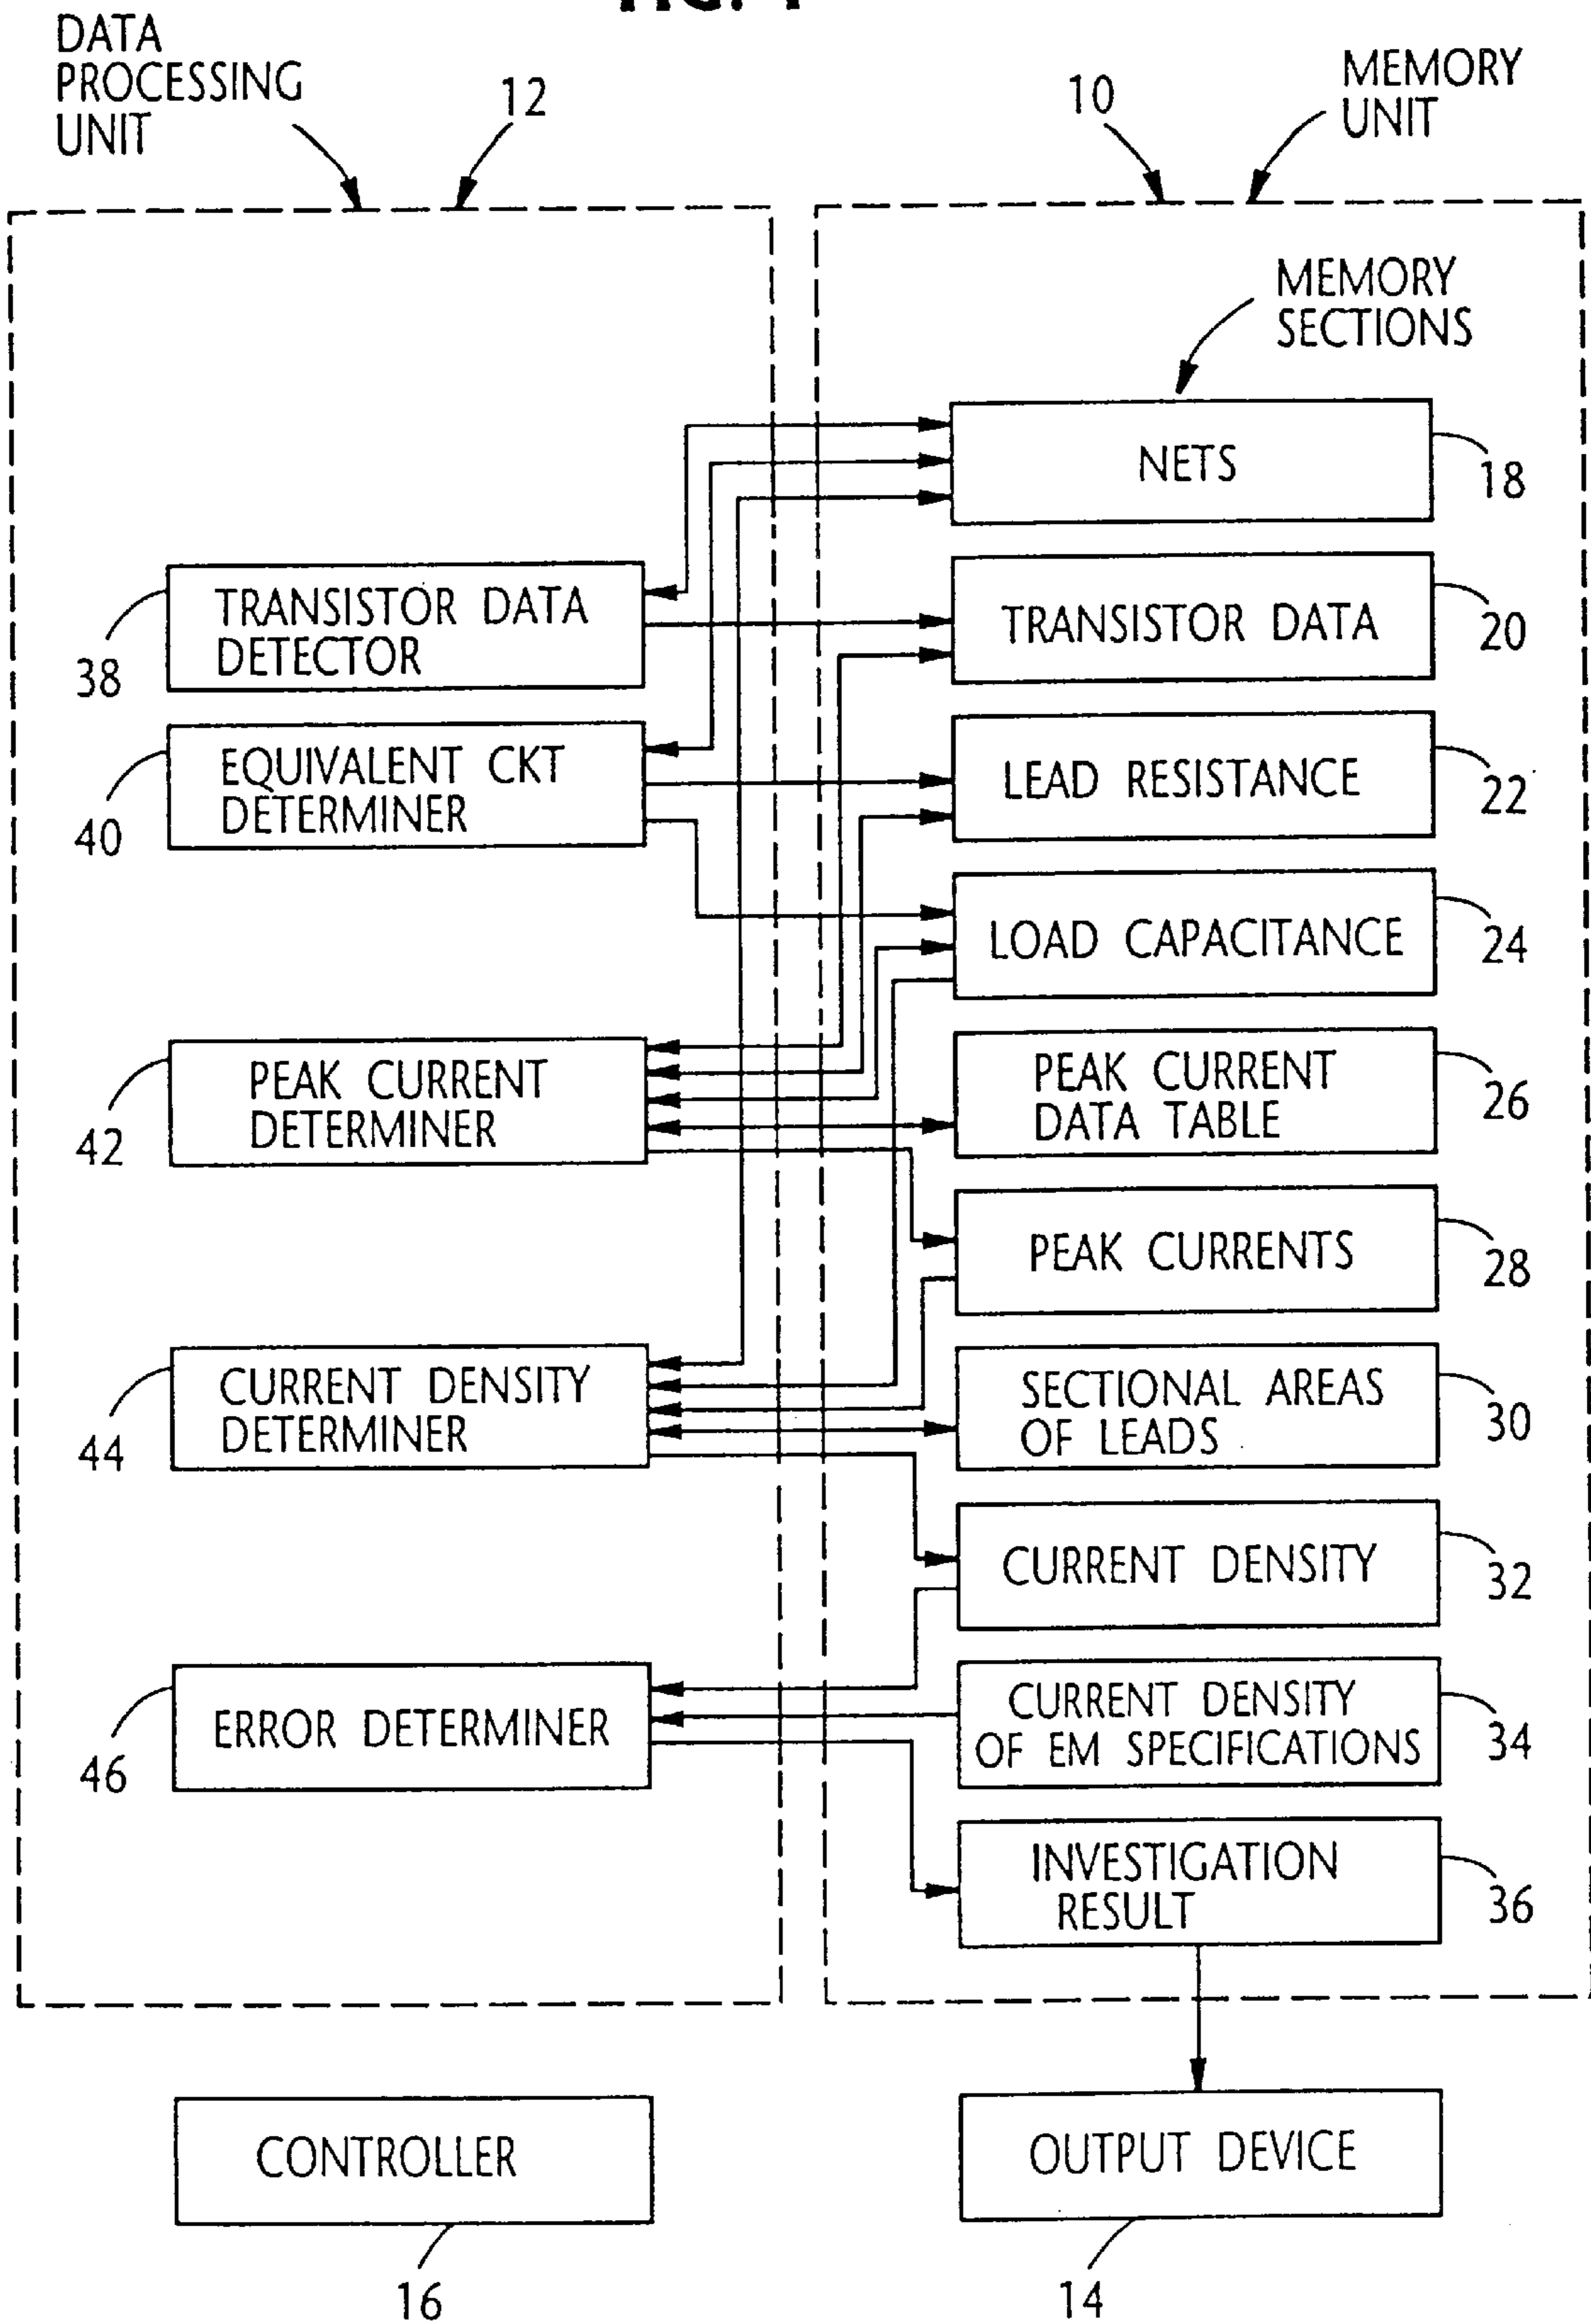 DATA
PROCESSING
UNIT
12
10
MEMORY
UNIT
MEMORY
SECTIONS
NETS
18
TRANSISTOR DATA
DETECTOR
38
TRANSISTOR DATA
20
EQUIVALENT CKT
DETERMINER
40
LEAD RESISTANCE
22
LOAD CAPACITANCE
24
PEAK CURRENT
DETERMINER
42
PEAK CURRENT
DATA TABLE
26
PEAK CURRENTS
28
CURRENT DENSITY
DETERMINER
44
SECTIONAL AREAS
OF LEADS
30
CURRENT DENSITY
32
ERROR DETERMINER
46
CURRENT DENSITY
OF EM SPECIFICATIONS
34
INVESTIGATION
RESULT
36
CONTROLLER
16
OUTPUT DEVICE
14